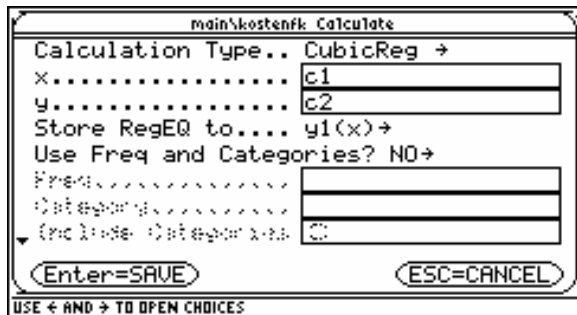 main\kostenfk Calculate
Calculation Type.. CubicReg →
x................. c1
y................. c2
Store RegEQ to.... y1(x)→
Use Freq and Categories? NO→
Freq..............
Category..........
Include Categories {}
Enter=SAVE ESC=CANCEL
USE ← AND → TO OPEN CHOICES